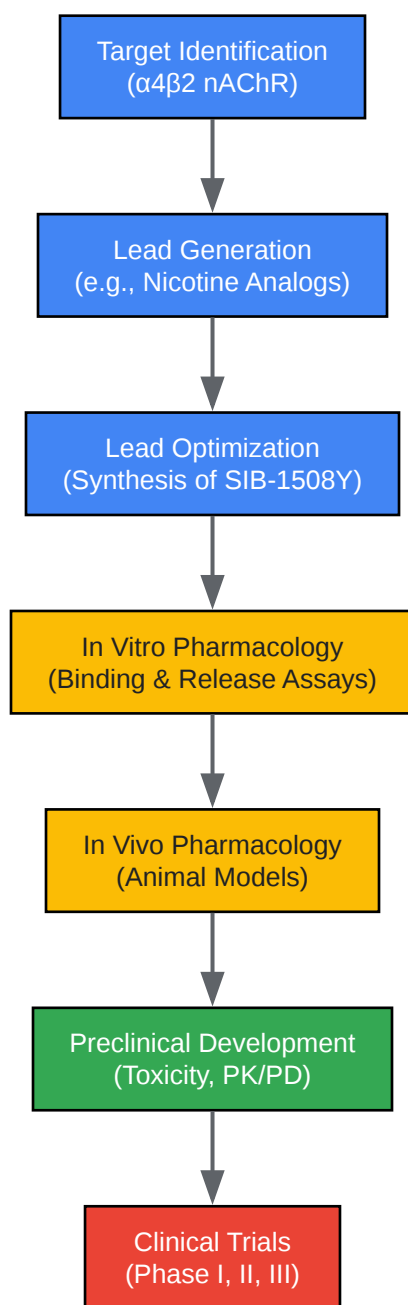 Target Identification
(α4β2 nAChR)
Lead Generation
(e.g., Nicotine Analogs)
Lead Optimization
(Synthesis of SIB-1508Y)
In Vitro Pharmacology
(Binding & Release Assays)
In Vivo Pharmacology
(Animal Models)
Preclinical Development
(Toxicity, PK/PD)
Clinical Trials
(Phase I, II, III)